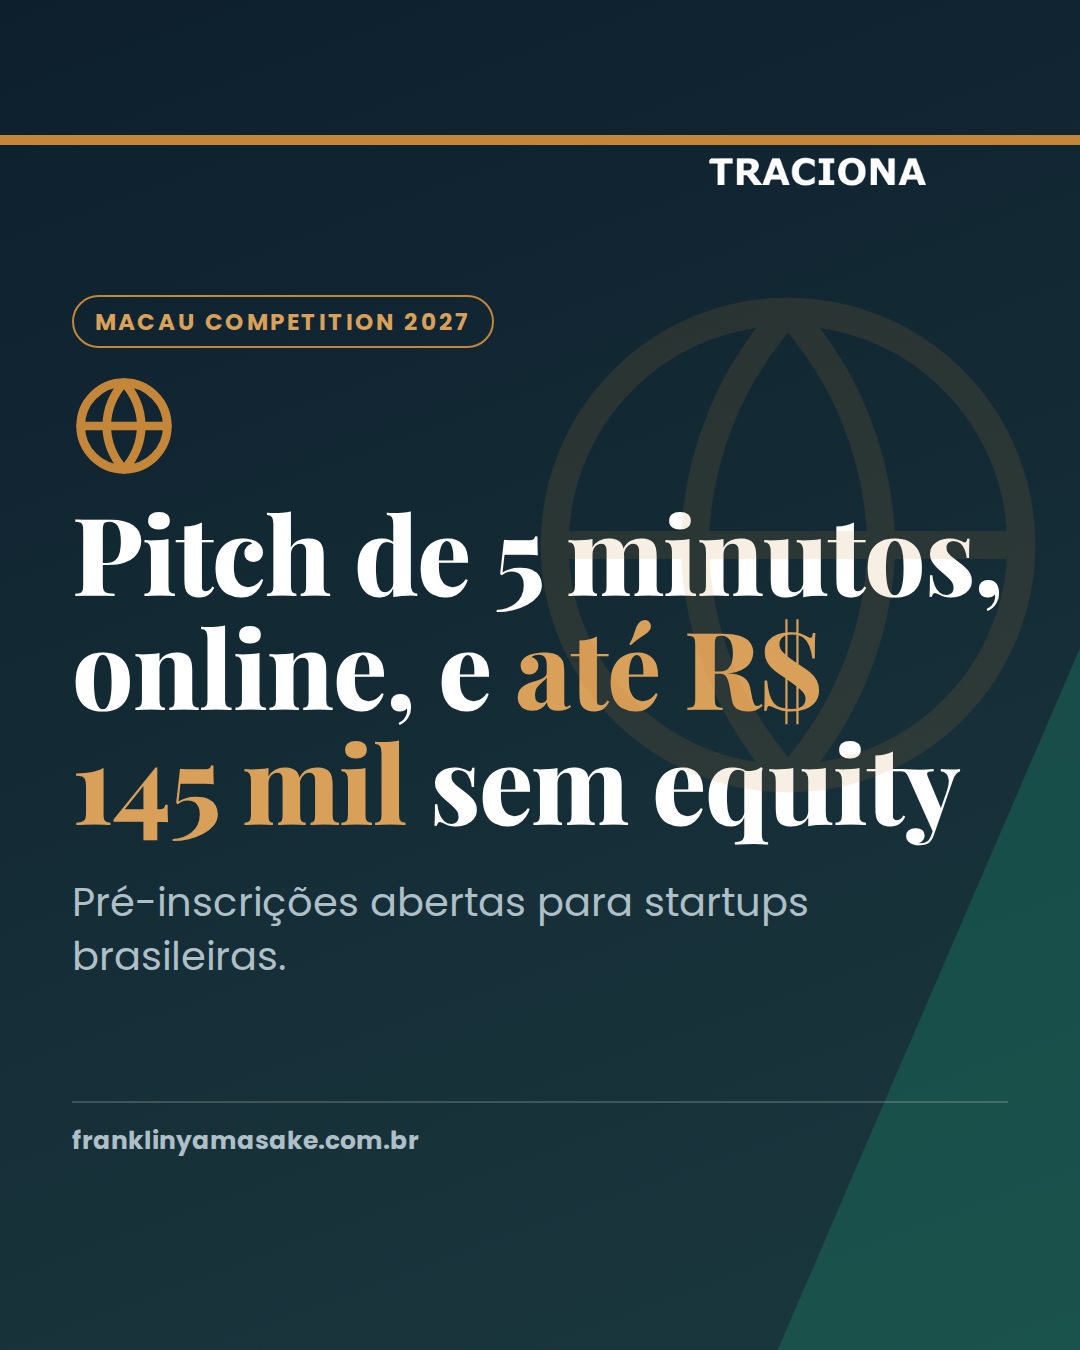 TRACIONA
MACAU COMPETITION 2027
Pitch de 5 minutos,
online, e até R$
145 mil sem equity
Pré-inscrições abertas para startups
brasileiras.
franklinyamasake.com.br